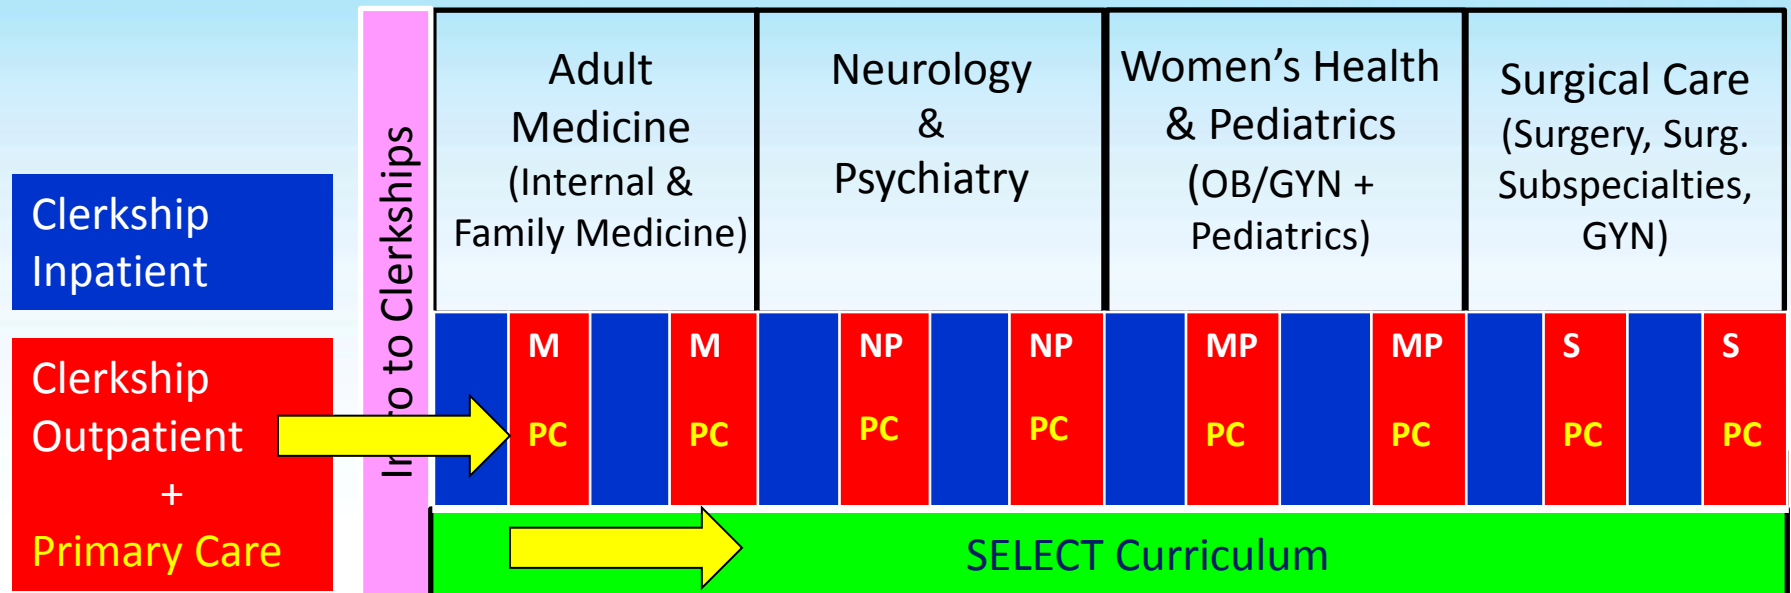 Clerkship
Inpatient
Clerkship
Outpatient
+
Primary Care
Intro to Clerkships
Adult
Medicine
(Internal &
Family Medicine)
Neurology
&
Psychiatry
Women’s Health
& Pediatrics
(OB/GYN +
Pediatrics)
Surgical Care
(Surgery, Surg.
Subspecialties,
GYN)
M M NP NP MP MP S S
PC PC PC PC PC PC PC PC
SELECT Curriculum